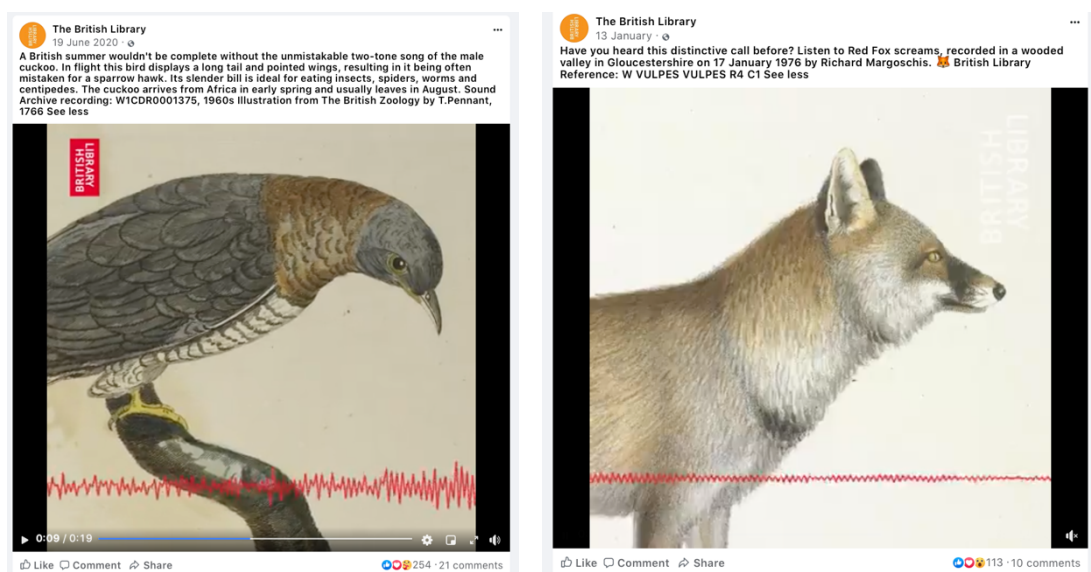 The British Library
19 June 2020 ·
A British summer wouldn't be complete without the unmistakable two-tone song of the male
cuckoo. In flight this bird displays a long tail and pointed wings, resulting in it being often
mistaken for a sparrow hawk. Its slender bill is ideal for eating insects, spiders, worms and
centipedes. The cuckoo arrives from Africa in early spring and usually leaves in August. Sound
Archive recording: W1CDR0001375, 1960s Illustration from The British Zoology by T.Pennant,
1766 See less
LIBRARY
BRITISH
0:09 / 0:19
Like Comment Share
254 · 21 comments
The British Library
13 January ·
Have you heard this distinctive call before? Listen to Red Fox screams, recorded in a wooded
valley in Gloucestershire on 17 January 1976 by Richard Margoschis. 🦊 British Library
Reference: W VULPES VULPES R4 C1 See less
LIBRARY
BRITISH
Like Comment Share
113 · 10 comments